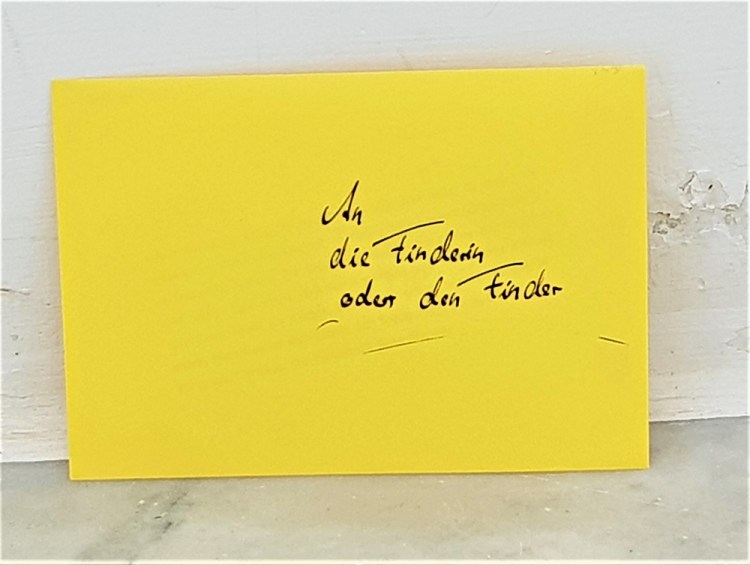 An
die Finderin
oder den Finder